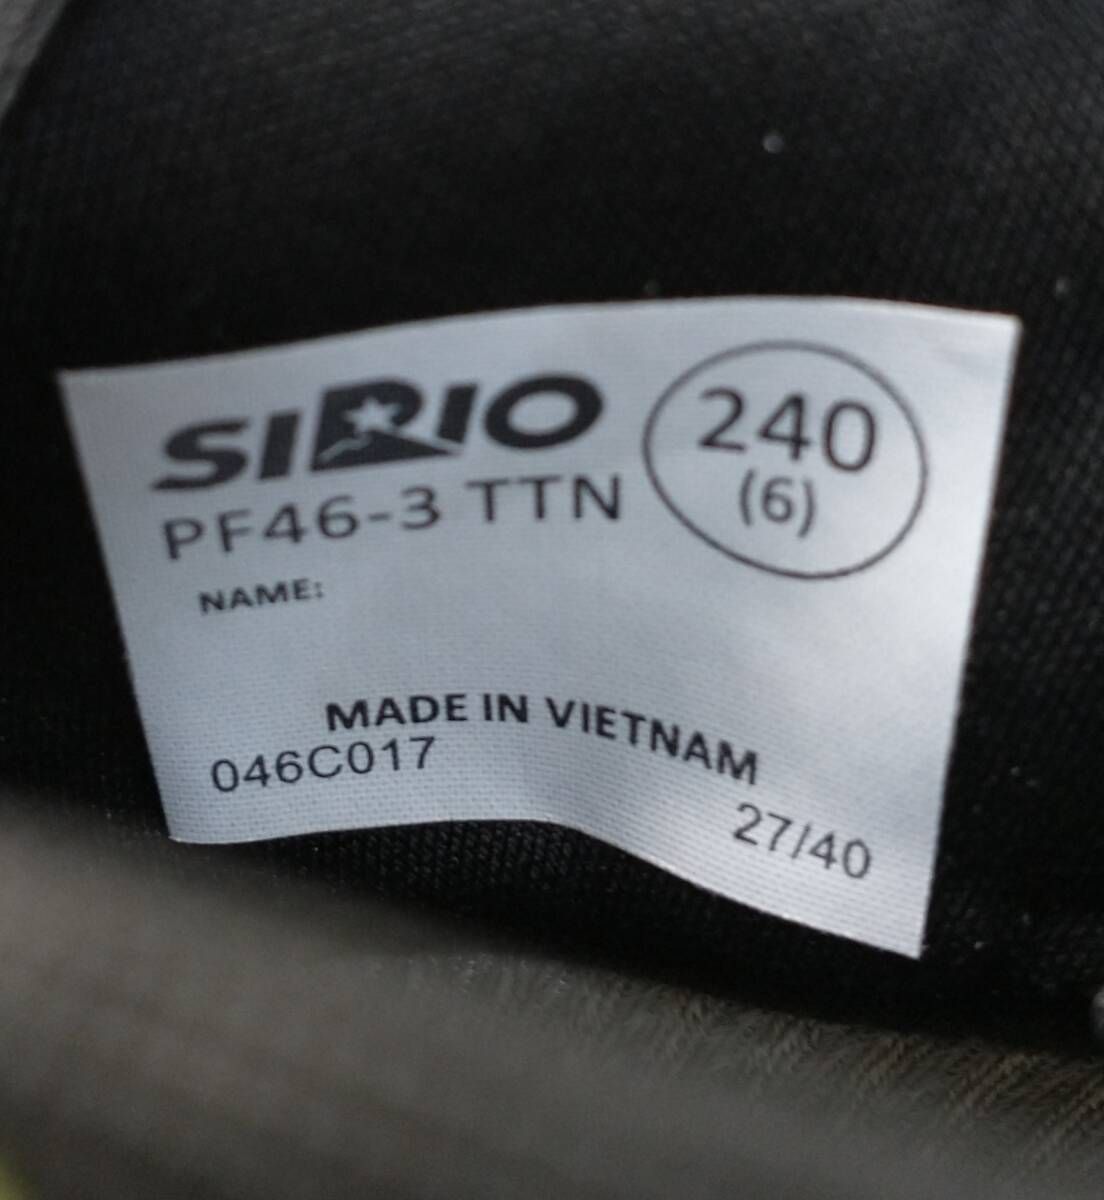 SIRIO
PF46-3 TTN
240
(6)
NAME:
MADE IN VIETNAM
046C017
27/40